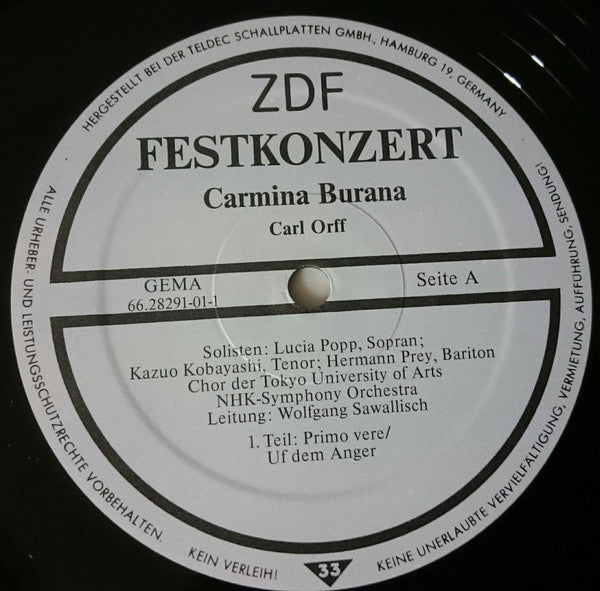 HERGESTELLT BEI DER TELDEC SCHALLPLATTEN GMBH., HAMBURG 19, GERMANY
ZDF
FESTKONZERT
Carmina Burana
Carl Orff
GEMA
66.28291-01-1
Seite A
Solisten: Lucia Popp, Sopran;
Kazuo Kobayashi, Tenor; Hermann Prey, Bariton
Chor der Tokyo University of Arts
NHK-Symphony Orchestra
Leitung: Wolfgang Sawallisch
1. Teil: Primo vere/
Uf dem Anger
ALLE URHEBER- UND LEISTUNGSSCHUTZRECHTE VORBEHALTEN.
KEIN VERLEIH!
33
KEINE UNERLAUBTE VERVIELFÄLTIGUNG, VERMIETUNG, AUFFÜHRUNG, SENDUNG!